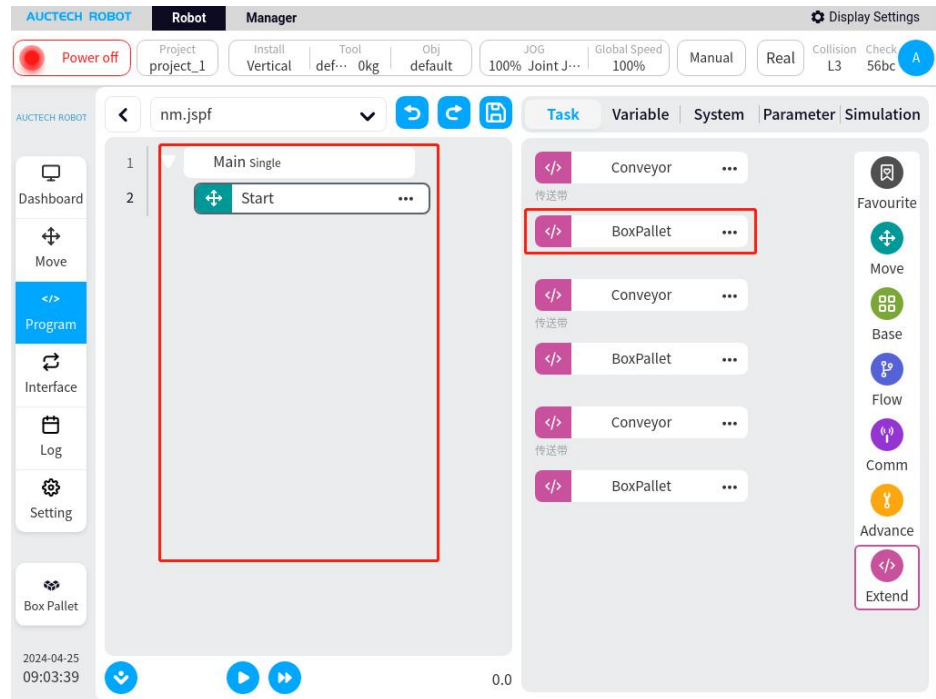 AUCTECH ROBOT
Robot
Manager
Display Settings
Power off
Project
project_1
Install
Vertical
Tool
def··· 0kg
Obj
default
JOG
100% Joint J···
Global Speed
100%
Manual
Real
Collision
L3
Check
56bc
A
AUCTECH ROBOT
nm.jspf
Task
Variable
System
Parameter
Simulation
Dashboard
Move
</>
Program
Interface
Log
Setting
Box Pallet
2024-04-25
09:03:39
1
Main Single
2
Start
•••
0.0
</>
Conveyor
•••
传送带
</>
BoxPallet
•••
</>
Conveyor
•••
传送带
</>
BoxPallet
•••
</>
Conveyor
•••
传送带
</>
BoxPallet
•••
Favourite
Move
Base
Flow
Comm
Advance
</>
Extend